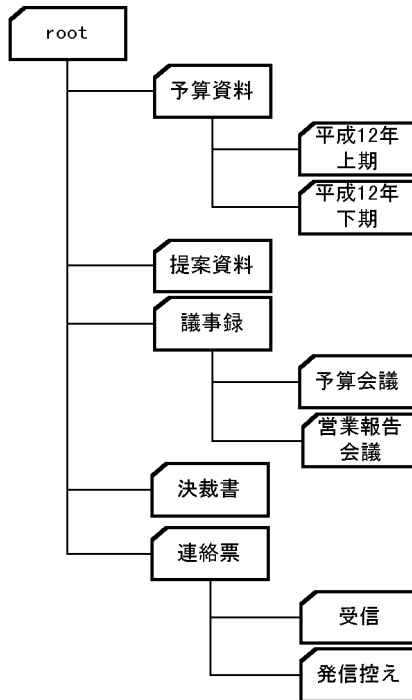 root
予算資料
平成12年
上期
平成12年
下期
提案資料
議事録
予算会議
営業報告
会議
決裁書
連絡票
受信
発信控え